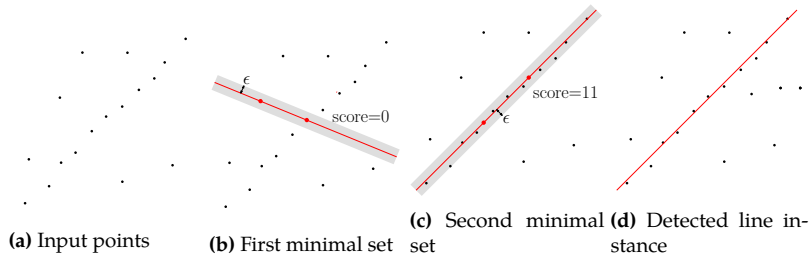 ϵ
score=0
score=11
ϵ
(a) Input points
(b) First minimal set
(c) Second minimal
set
(d) Detected line in-
stance